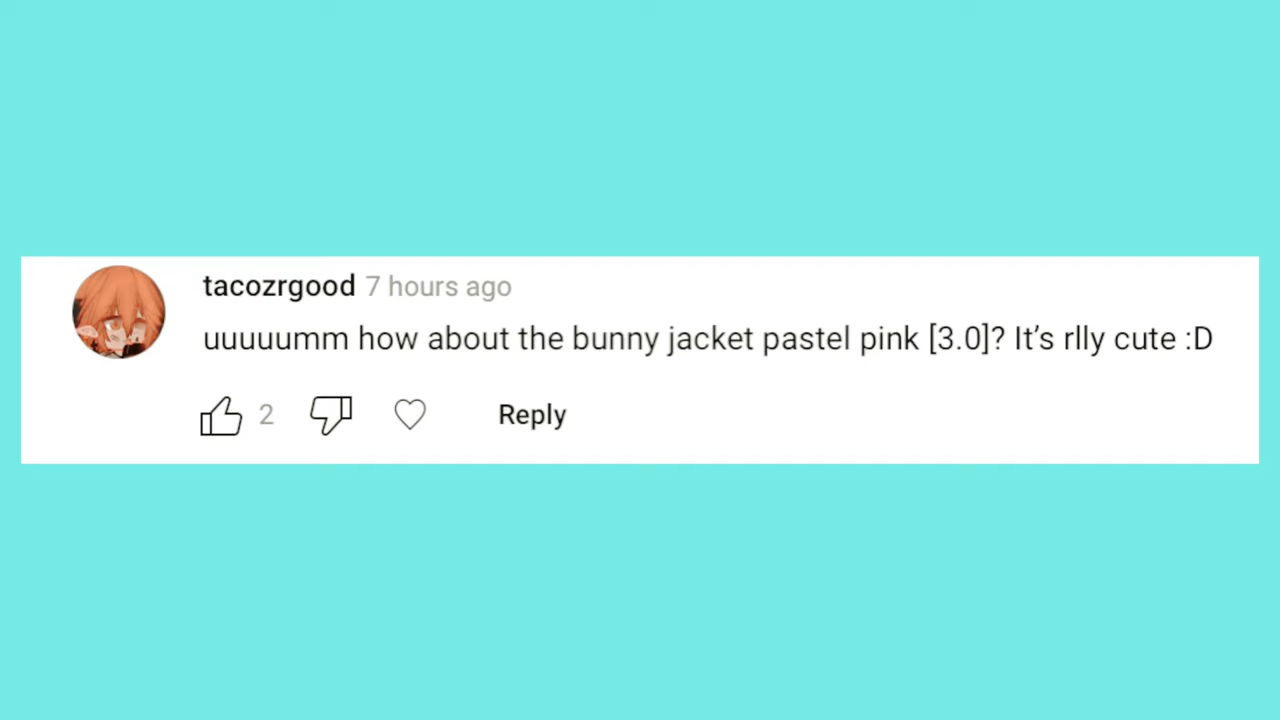 tacozrgood 7 hours ago
uuuuumm how about the bunny jacket pastel pink [3.0]? It’s rlly cute :D
2 Reply